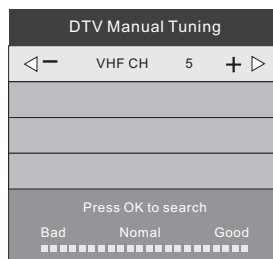 DTV Manual Tuning
− VHF CH 5 +
Press OK to search
Bad Nomal Good